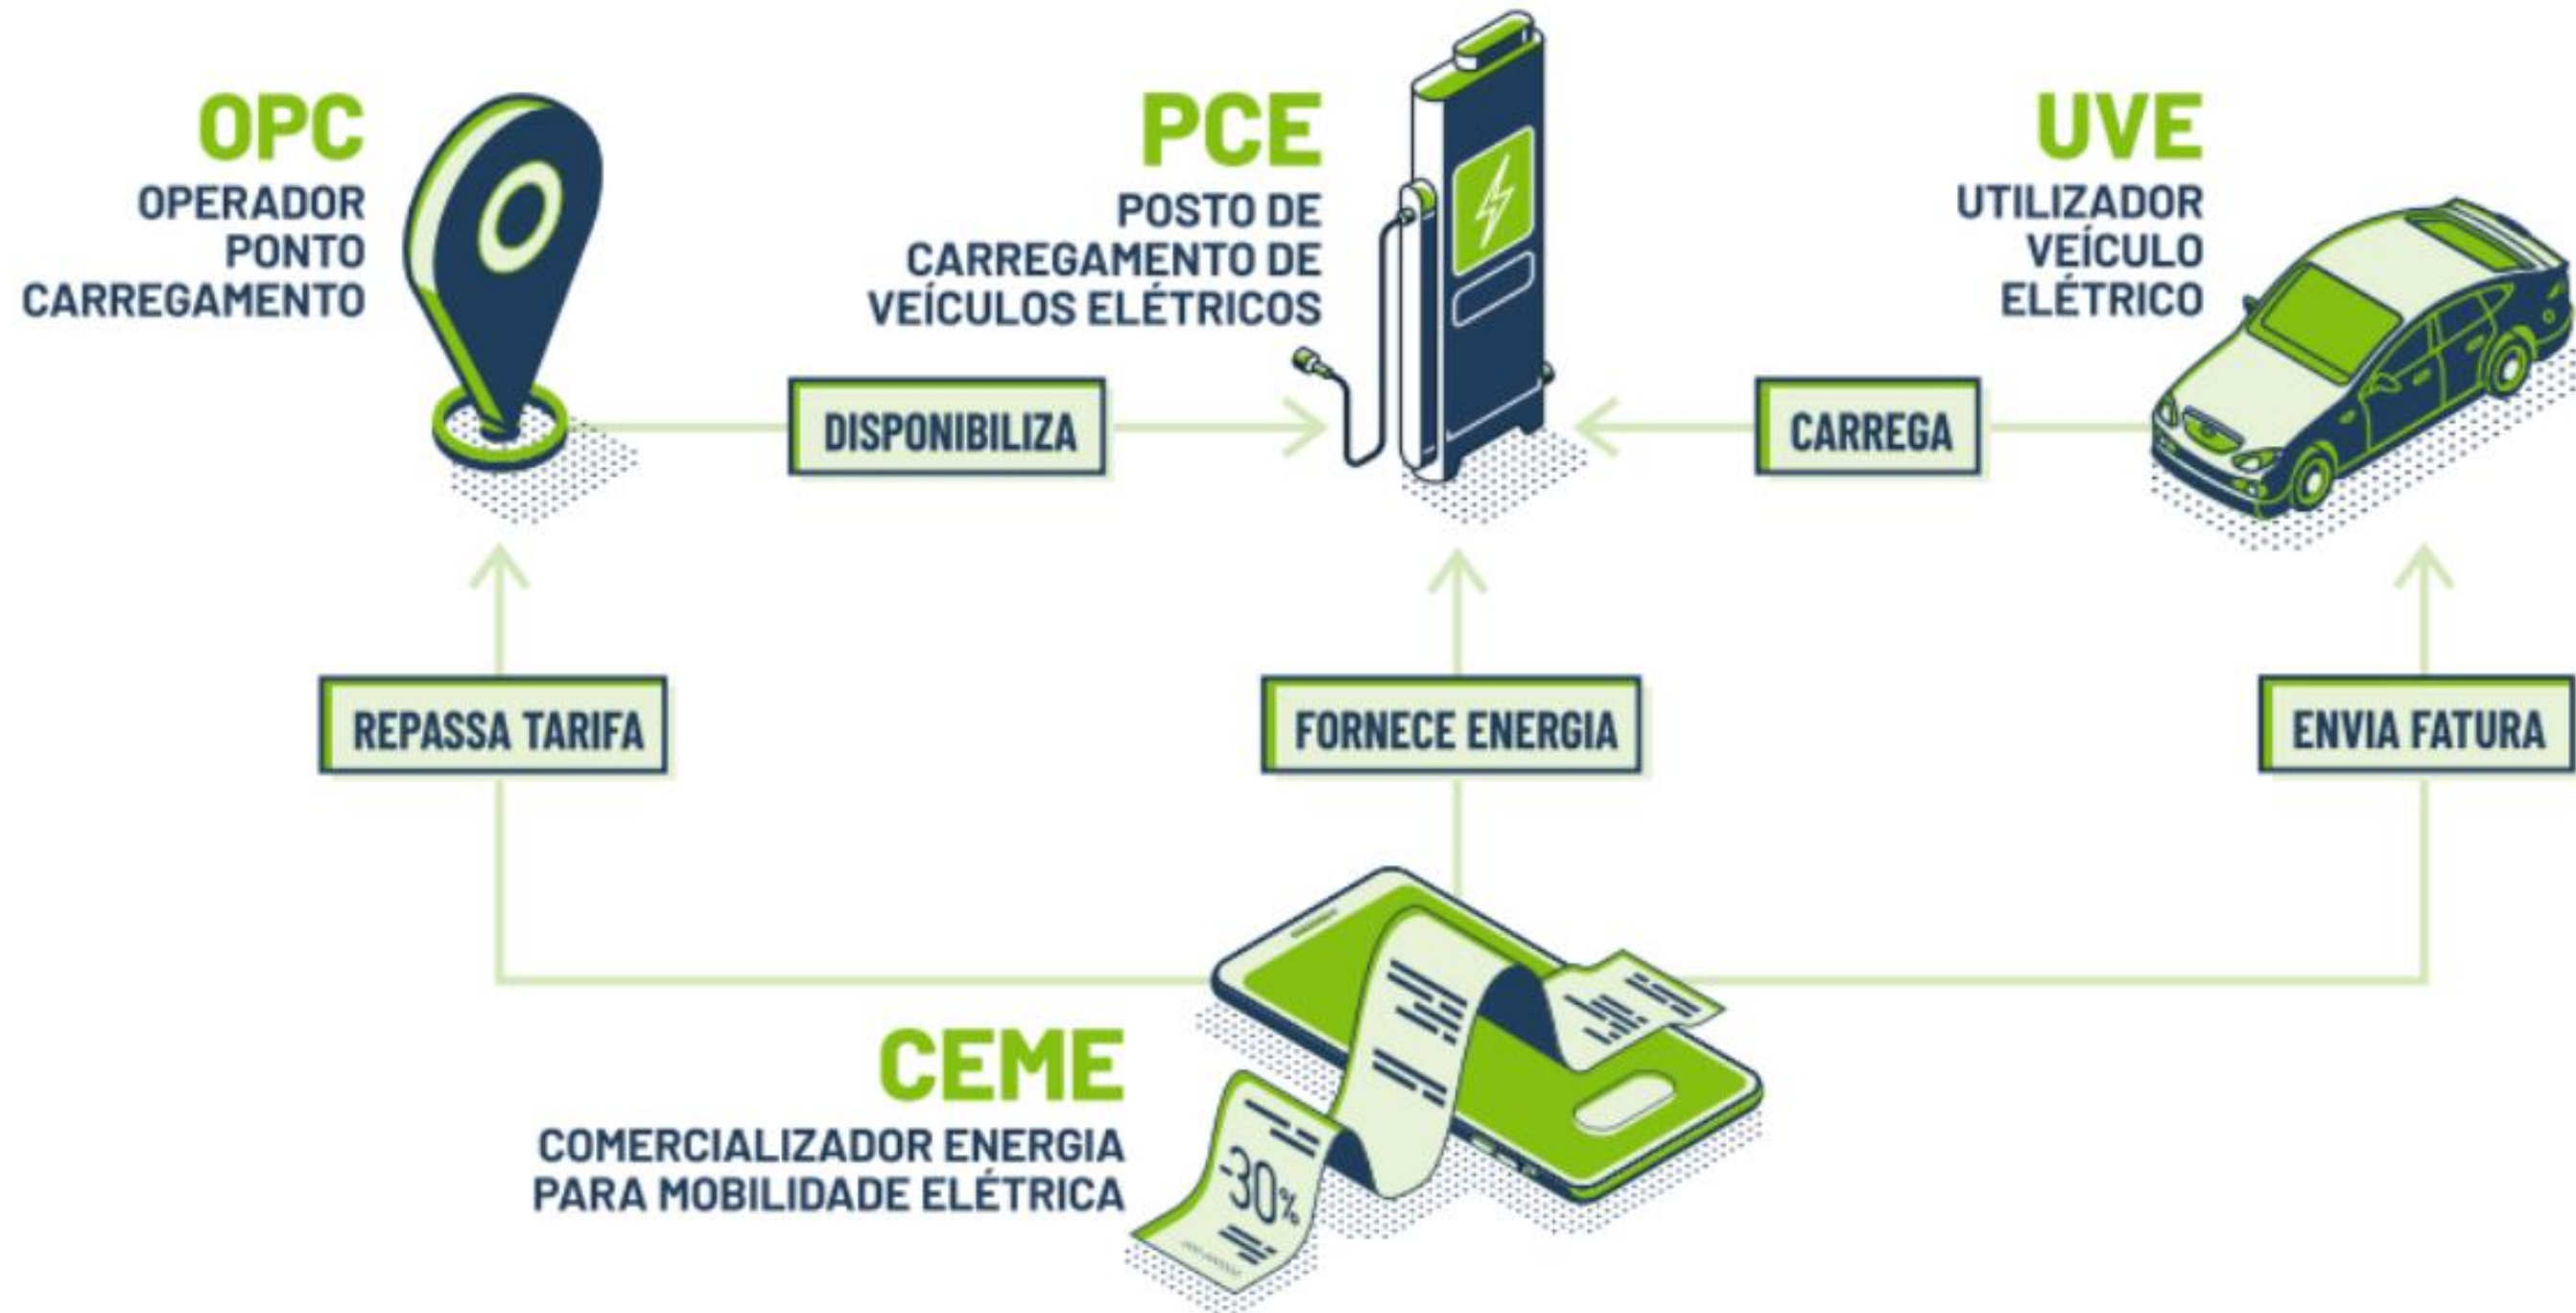 OPC
OPERADOR
PONTO
CARREGAMENTO
PCE
POSTO DE
CARREGAMENTO DE
VEÍCULOS ELÉTRICOS
UVE
UTILIZADOR
VEÍCULO
ELÉTRICO
DISPONIBILIZA
CARREGA
REPASSA TARIFA
FORNECE ENERGIA
ENVIA FATURA
CEME
COMERCIALIZADOR ENERGIA
PARA MOBILIDADE ELÉTRICA
-30%